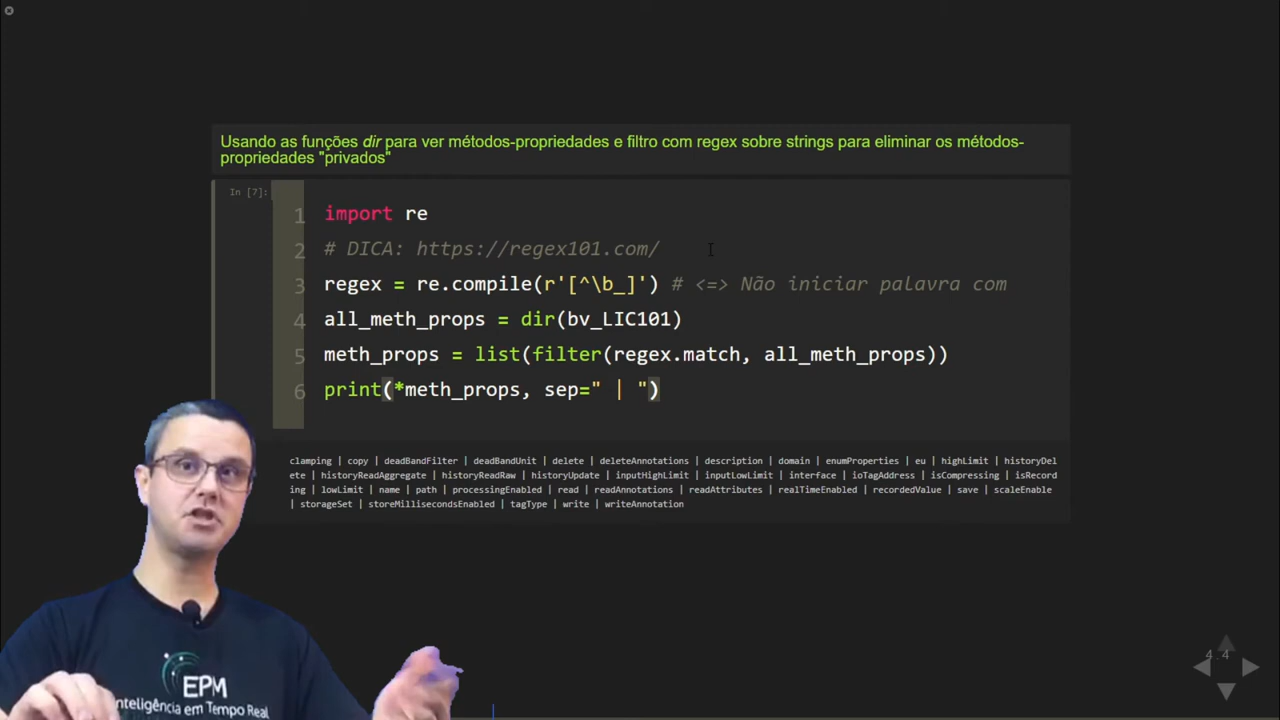 Usando as funções dir para ver métodos-propriedades e filtro com regex sobre strings para eliminar os métodos-
propriedades "privados"
In [7]:
1 import re
2 # DICA: https://regex101.com/
3 regex = re.compile(r'[^\b_]') # <=> Não iniciar palavra com
4 all_meth_props = dir(bv_LIC101)
5 meth_props = list(filter(regex.match, all_meth_props))
6 print(*meth_props, sep=" | ")
clamping | copy | deadBandFilter | deadBandUnit | delete | deleteAnnotations | description | domain | enumProperties | eu | highLimit | historyDel
ete | historyReadAggregate | historyReadRaw | historyUpdate | inputHighLimit | inputLowLimit | interface | ioTagAddress | isCompressing | isRecord
ing | lowLimit | name | path | processingEnabled | read | readAnnotations | readAttributes | realTimeEnabled | recordedValue | save | scaleEnable
| storageSet | storeMillisecondsEnabled | tagType | write | writeAnnotation
4.4
EPM
Inteligência em Tempo Real